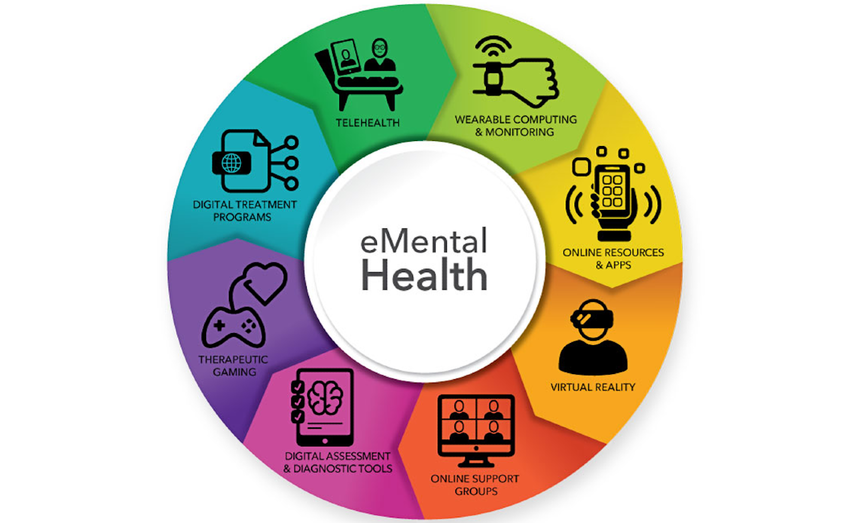 eMental
Health
TELEHEALTH
WEARABLE COMPUTING
& MONITORING
ONLINE RESOURCES
& APPS
VIRTUAL REALITY
ONLINE SUPPORT
GROUPS
DIGITAL ASSESSMENT
& DIAGNOSTIC TOOLS
THERAPEUTIC
GAMING
DIGITAL TREATMENT
PROGRAMS